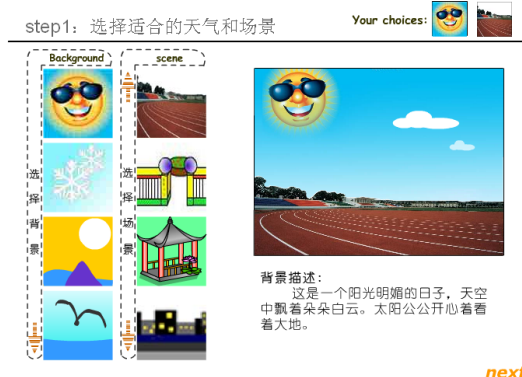 step1：选择适合的天气和场景
Your choices:
Background
scene
选择背景
选择场景
背景描述：
这是一个阳光明媚的日子，天空
中飘着朵朵白云。太阳公公开心着看
着大地。
next